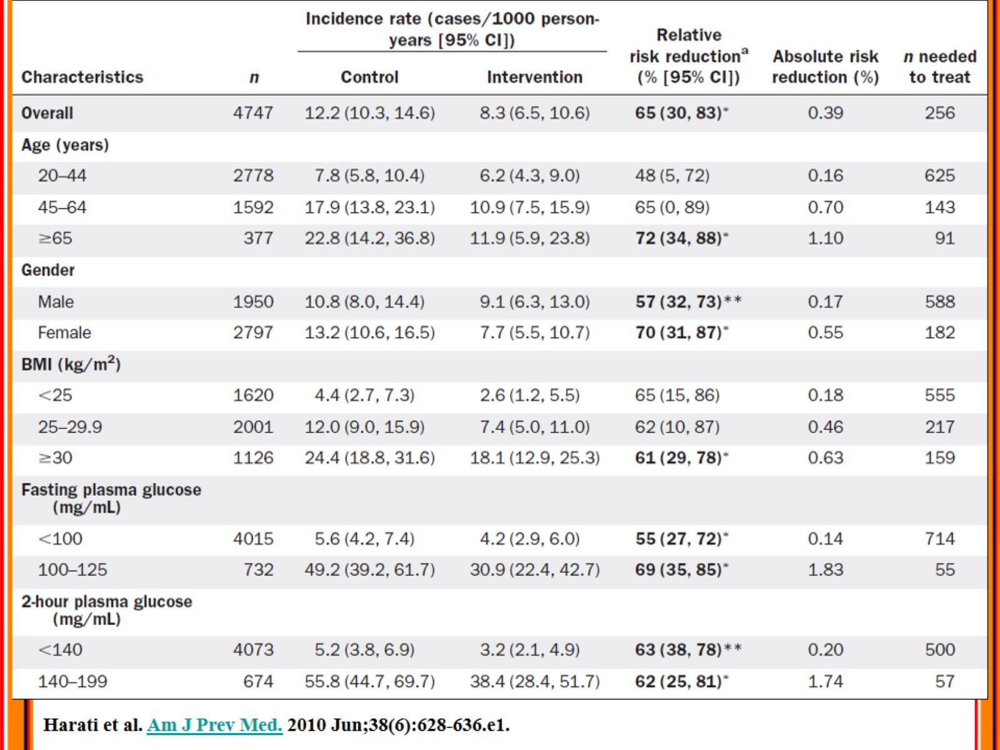 Incidence rate (cases/1000 person-
years [95% CI])
Relative
risk reductionª
(% [95% CI])
Absolute risk
reduction (%)
n needed
to treat
Characteristics n Control Intervention
Overall 4747 12.2 (10.3, 14.6) 8.3 (6.5, 10.6) 65 (30, 83)* 0.39 256
Age (years)
20–44 2778 7.8 (5.8, 10.4) 6.2 (4.3, 9.0) 48 (5, 72) 0.16 625
45–64 1592 17.9 (13.8, 23.1) 10.9 (7.5, 15.9) 65 (0, 89) 0.70 143
≥65 377 22.8 (14.2, 36.8) 11.9 (5.9, 23.8) 72 (34, 88)* 1.10 91
Gender
Male 1950 10.8 (8.0, 14.4) 9.1 (6.3, 13.0) 57 (32, 73)** 0.17 588
Female 2797 13.2 (10.6, 16.5) 7.7 (5.5, 10.7) 70 (31, 87)* 0.55 182
BMI (kg/m²)
<25 1620 4.4 (2.7, 7.3) 2.6 (1.2, 5.5) 65 (15, 86) 0.18 555
25–29.9 2001 12.0 (9.0, 15.9) 7.4 (5.0, 11.0) 62 (10, 87) 0.46 217
≥30 1126 24.4 (18.8, 31.6) 18.1 (12.9, 25.3) 61 (29, 78)* 0.63 159
Fasting plasma glucose
(mg/mL)
<100 4015 5.6 (4.2, 7.4) 4.2 (2.9, 6.0) 55 (27, 72)* 0.14 714
100–125 732 49.2 (39.2, 61.7) 30.9 (22.4, 42.7) 69 (35, 85)* 1.83 55
2-hour plasma glucose
(mg/mL)
<140 4073 5.2 (3.8, 6.9) 3.2 (2.1, 4.9) 63 (38, 78)** 0.20 500
140–199 674 55.8 (44.7, 69.7) 38.4 (28.4, 51.7) 62 (25, 81)* 1.74 57
Harati et al. Am J Prev Med. 2010 Jun;38(6):628-636.e1.